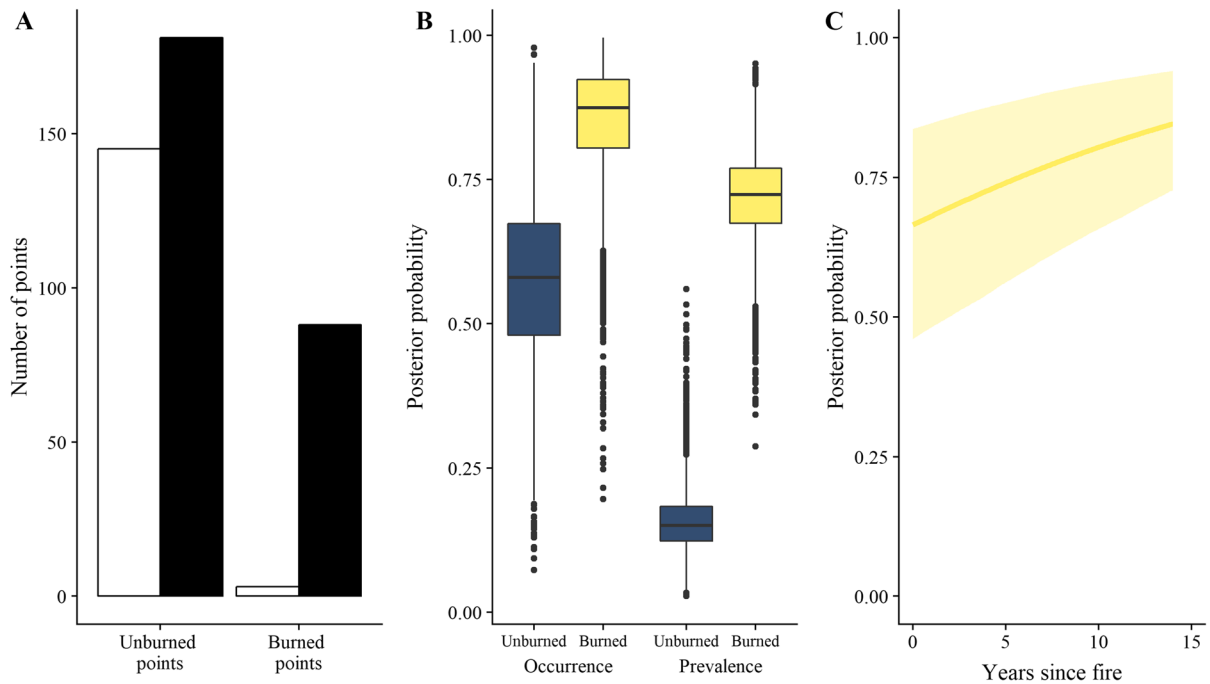 A
Number of points
150
100
50
0
Unburned
points
Burned
points
B
Posterior probability
1.00
0.75
0.50
0.25
0.00
Unburned Burned Unburned Burned
Occurrence Prevalence
C
Posterior probability
1.00
0.75
0.50
0.25
0.00
0 5 10 15
Years since fire